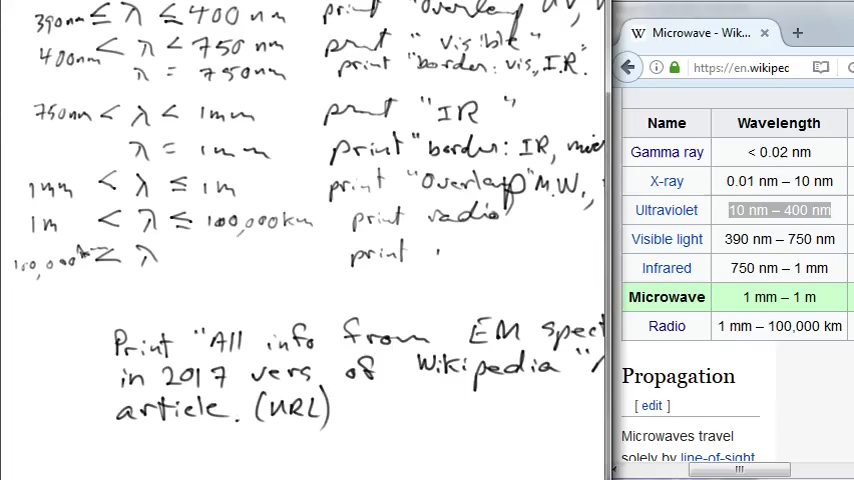 390nm ≤ λ ≤ 400 nm print "Overlap UV,
400nm < λ < 750 nm print "visible"
λ = 750nm print "border: vis, I.R.
750nm < λ < 1mm print "IR"
λ = 1mm print "border: IR,
1mm < λ ≤ 1m print "Overlap M.W.,
1m < λ ≤ 100,000km print radio
100,000km < λ print "
Print "All info from EM spect
in 2017 vers of Wikipedia "
article. (URL)
W Microwave - Wik... × +
https://en.wikipec
Name Wavelength
Gamma ray < 0.02 nm
X-ray 0.01 nm – 10 nm
Ultraviolet 10 nm – 400 nm
Visible light 390 nm – 750 nm
Infrared 750 nm – 1 mm
Microwave 1 mm – 1 m
Radio 1 mm – 100,000 km
Propagation
[ edit ]
Microwaves travel
solely by line-of-sight